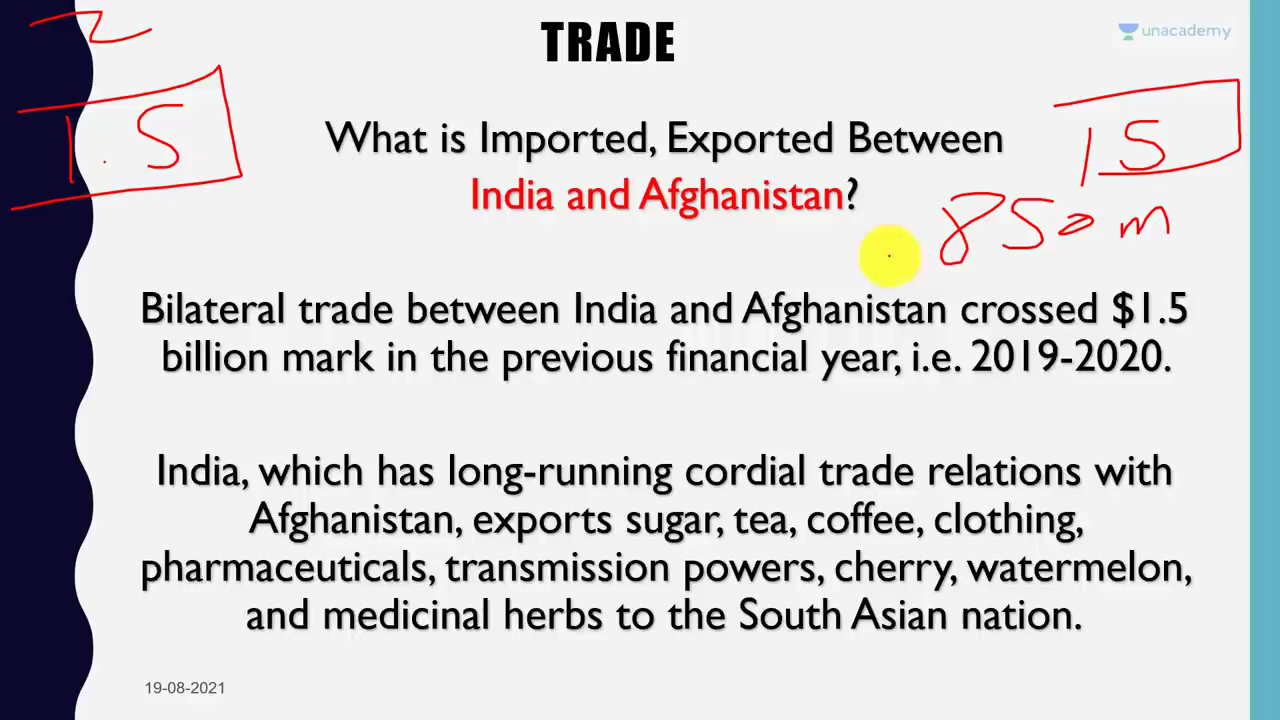 2
TRADE
unacademy
1.5
15
What is Imported, Exported Between
India and Afghanistan?
850 m
Bilateral trade between India and Afghanistan crossed $1.5
billion mark in the previous financial year, i.e. 2019-2020.
India, which has long-running cordial trade relations with
Afghanistan, exports sugar, tea, coffee, clothing,
pharmaceuticals, transmission powers, cherry, watermelon,
and medicinal herbs to the South Asian nation.
19-08-2021